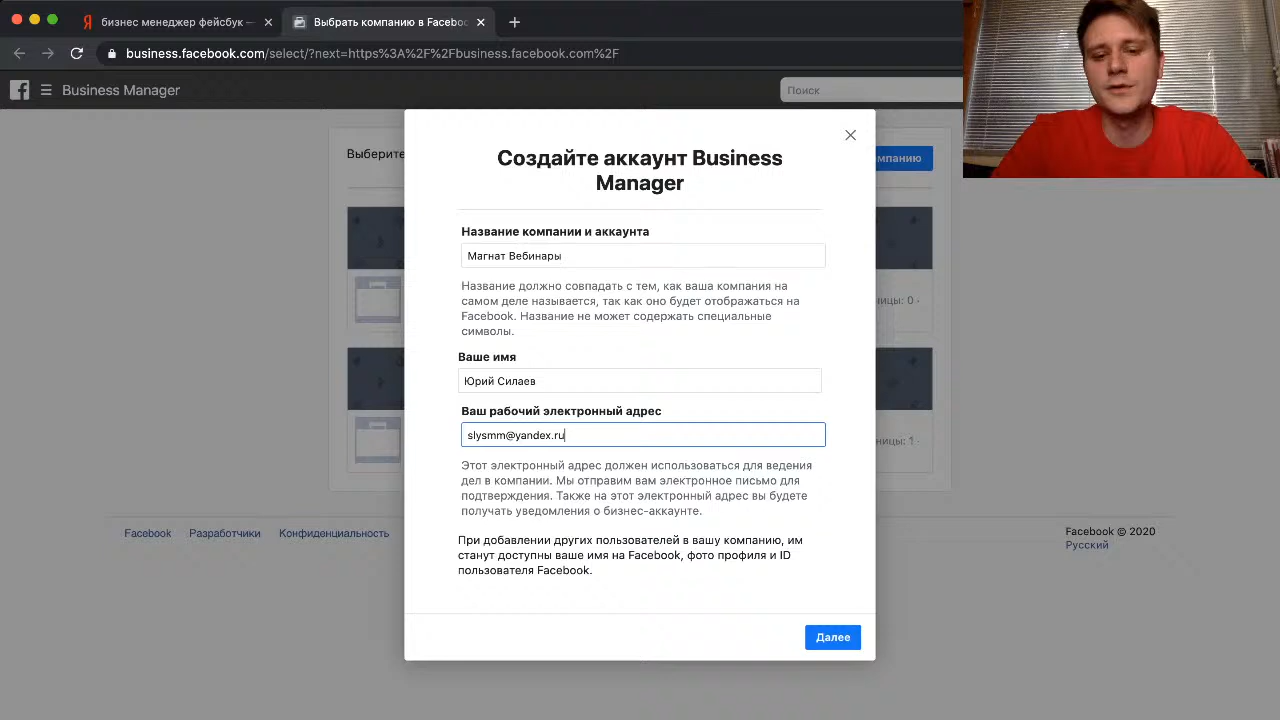 бизнес менеджер фейсбук —
Выбрать компанию в Facebo
business.facebook.com/select/?next=https%3A%2F%2Fbusiness.facebook.com%2F
Business Manager
Поиск
Выберите
омпанию
Создайте аккаунт Business
Manager
Название компании и аккаунта
Магнат Вебинары
Название должно совпадать с тем, как ваша компания на
самом деле называется, так как оно будет отображаться на
Facebook. Название не может содержать специальные
символы.
ницы: 0 ·
Ваше имя
Юрий Силаев
Ваш рабочий электронный адрес
slysmm@yandex.ru
ницы: 1 ·
Этот электронный адрес должен использоваться для ведения
дел в компании. Мы отправим вам электронное письмо для
подтверждения. Также на этот электронный адрес вы будете
получать уведомления о бизнес-аккаунте.
При добавлении других пользователей в вашу компанию, им
станут доступны ваше имя на Facebook, фото профиля и ID
пользователя Facebook.
Facebook Разработчики Конфиденциальность
Facebook © 2020
Русский
Далее